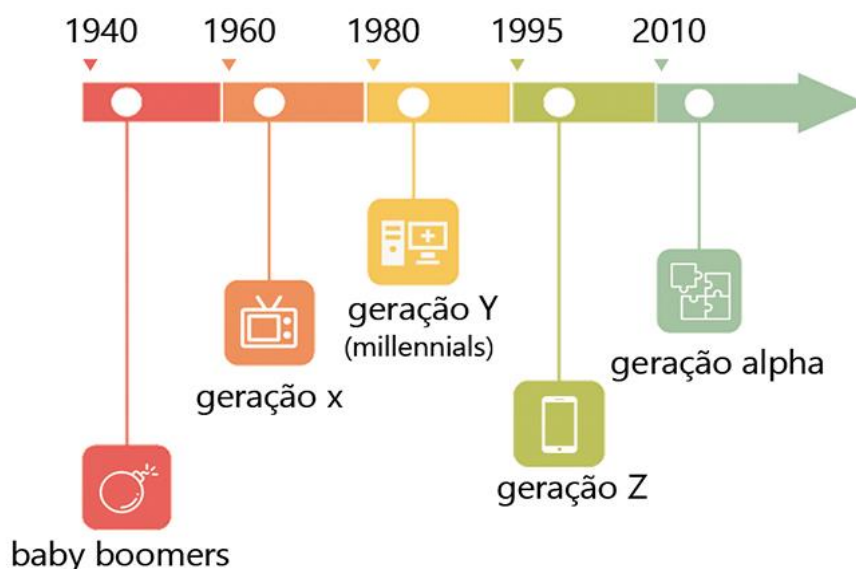 1940 1960 1980 1995 2010
geração Y
(millennials)
geração alpha
geração x
geração Z
baby boomers